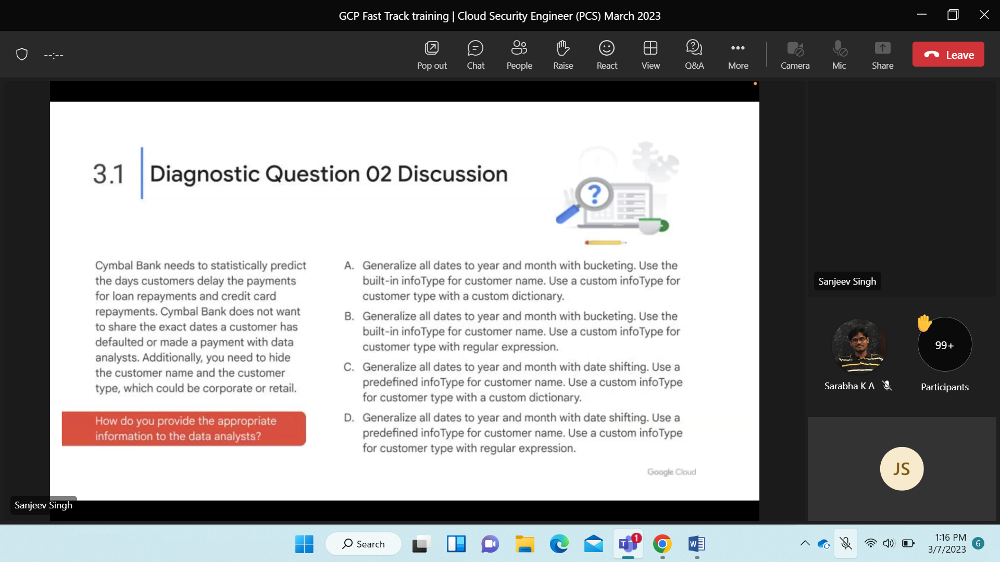 GCP Fast Track training | Cloud Security Engineer (PCS) March 2023
--:--
Pop out
Chat
People
Raise
React
View
Q&A
More
Camera
Mic
Share
Leave
3.1
Diagnostic Question 02 Discussion
?
Cymbal Bank needs to statistically predict
the days customers delay the payments
for loan repayments and credit card
repayments. Cymbal Bank does not want
to share the exact dates a customer has
defaulted or made a payment with data
analysts. Additionally, you need to hide
the customer name and the customer
type, which could be corporate or retail.
How do you provide the appropriate
information to the data analysts?
A. Generalize all dates to year and month with bucketing. Use the
built-in infoType for customer name. Use a custom infoType for
customer type with a custom dictionary.
B. Generalize all dates to year and month with bucketing. Use the
built-in infoType for customer name. Use a custom infoType for
customer type with regular expression.
C. Generalize all dates to year and month with date shifting. Use a
predefined infoType for customer name. Use a custom infoType
for customer type with a custom dictionary.
D. Generalize all dates to year and month with date shifting. Use a
predefined infoType for customer name. Use a custom infoType
for customer type with regular expression.
Google Cloud
Sanjeev Singh
Sanjeev Singh
Sarabha K A
99+
Participants
JS
Search
T
1
W
1:16 PM
3/7/2023
6